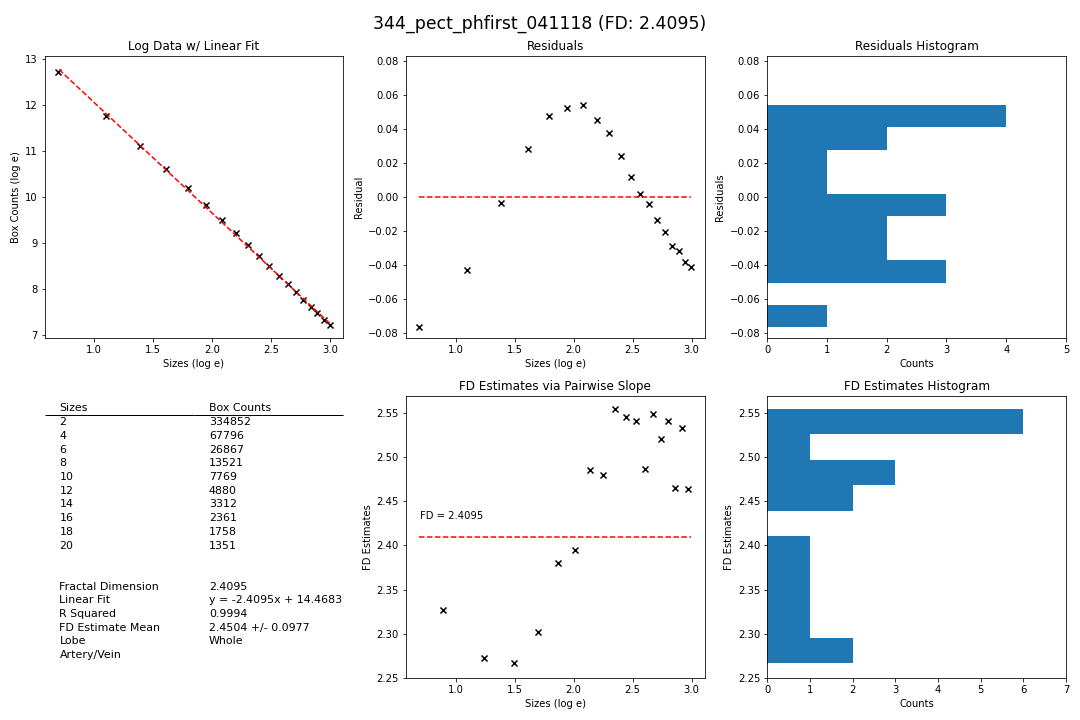 344_pect_phfirst_041118 (FD: 2.4095)
Log Data w/ Linear Fit
Box Counts (log e)
13
12
11
10
9
8
7
1.0 1.5 2.0 2.5 3.0
Sizes (log e)
Residuals
Residual
0.08
0.06
0.04
0.02
0.00
−0.02
−0.04
−0.06
−0.08
1.0 1.5 2.0 2.5 3.0
Sizes (log e)
Residuals Histogram
Residuals
0.08
0.06
0.04
0.02
0.00
−0.02
−0.04
−0.06
−0.08
0 1 2 3 4 5
Counts
Sizes Box Counts
2 334852
4 67796
6 26867
8 13521
10 7769
12 4880
14 3312
16 2361
18 1758
20 1351
Fractal Dimension 2.4095
Linear Fit y = -2.4095x + 14.4683
R Squared 0.9994
FD Estimate Mean 2.4504 +/- 0.0977
Lobe Whole
Artery/Vein
FD Estimates via Pairwise Slope
FD Estimates
2.55
2.50
2.45
2.40
2.35
2.30
2.25
FD = 2.4095
1.0 1.5 2.0 2.5 3.0
Sizes (log e)
FD Estimates Histogram
FD Estimates
2.55
2.50
2.45
2.40
2.35
2.30
2.25
0 1 2 3 4 5 6 7
Counts